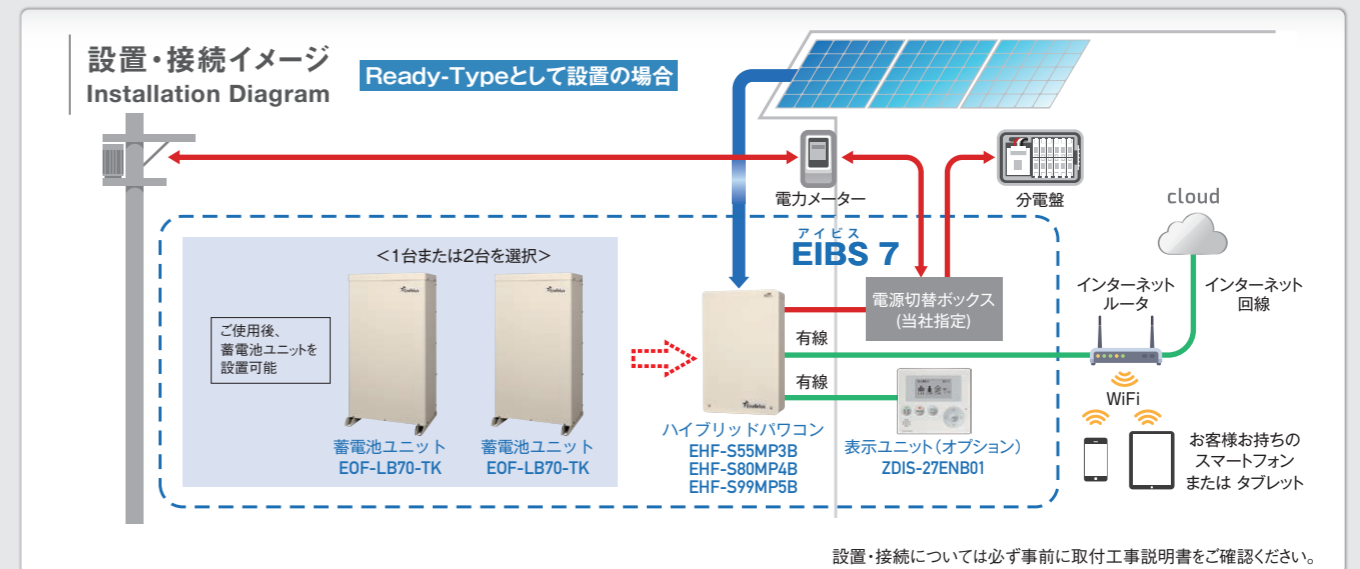 設置・接続イメージ
Installation Diagram
Ready-Typeとして設置の場合
電力メーター
分電盤
cloud
アイビス
EIBS 7
<1台または2台を選択>
ご使用後、
蓄電池ユニットを
設置可能
蓄電池ユニット
EOF-LB70-TK
蓄電池ユニット
EOF-LB70-TK
電源切替ボックス
(当社指定)
有線
有線
ハイブリッドパワコン
EHF-S55MP3B
EHF-S80MP4B
EHF-S99MP5B
表示ユニット(オプション)
ZDIS-27ENB01
インターネット
ルータ
インターネット
回線
WiFi
お客様お持ちの
スマートフォン
または タブレット
設置・接続については必ず事前に取付工事説明書をご確認ください。